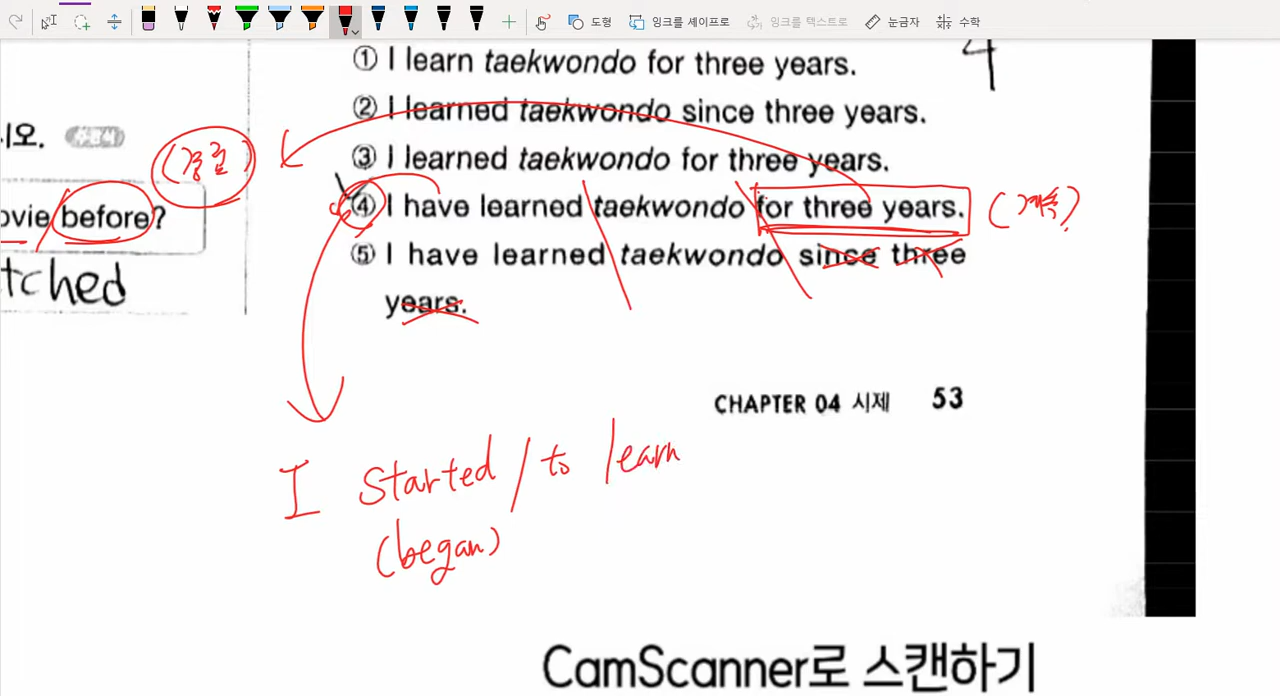 도형 잉크를 셰이프로 잉크를 텍스트로 눈금자 수학
① I learn taekwondo for three years.
4
② I learned taekwondo since three years.
오.
③ I learned taekwondo for three years.
(경료)
④ I have learned taekwondo for three years.
(계속)
ovie before?
⑤ I have learned taekwondo since three
years.
tched
CHAPTER 04 시제 53
I started / to learn
(began)
CamScanner로 스캔하기